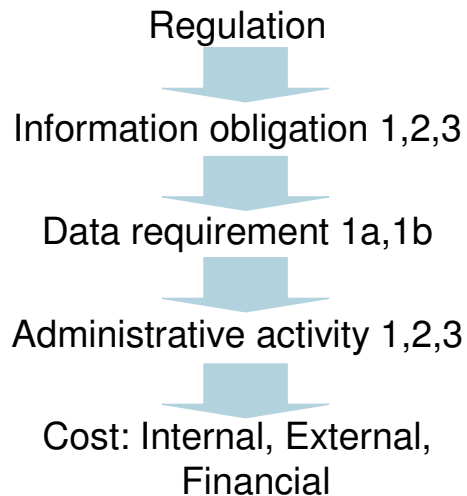 Regulation
Information obligation 1,2,3
Data requirement 1a,1b
Administrative activity 1,2,3
Cost: Internal, External,
Financial